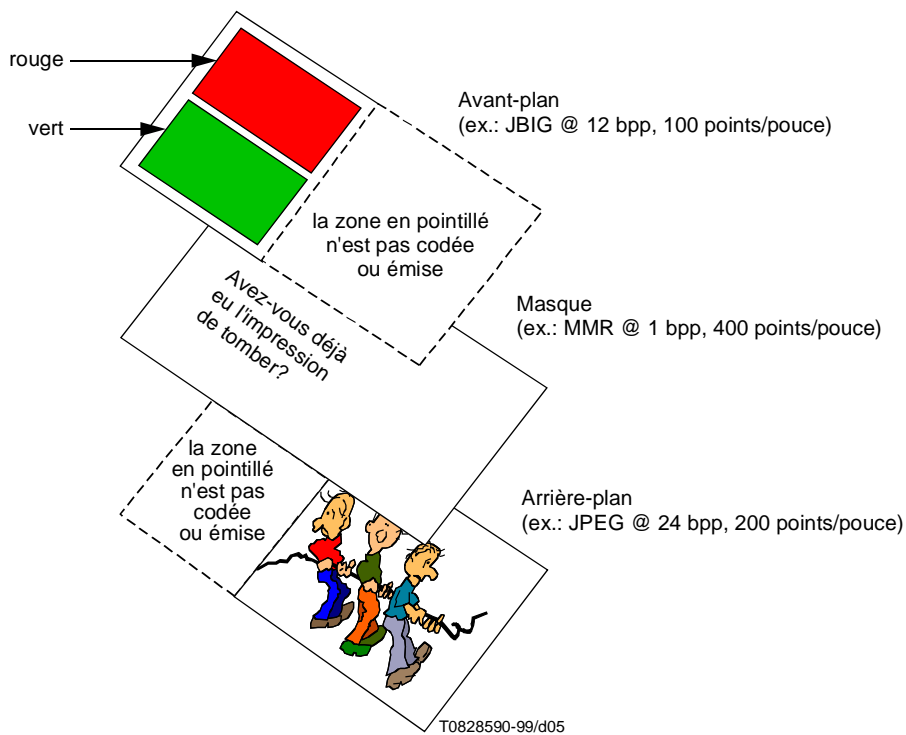 rouge
vert
Avant-plan
(ex.: JBIG @ 12 bpp, 100 points/pouce)
la zone en pointillé
n'est pas codée
ou émise
Avez-vous déjà
eu l'impression
de tomber?
Masque
(ex.: MMR @ 1 bpp, 400 points/pouce)
la zone
en pointillé
n'est pas
codée
ou émise
Arrière-plan
(ex.: JPEG @ 24 bpp, 200 points/pouce)
T0828590-99/d05